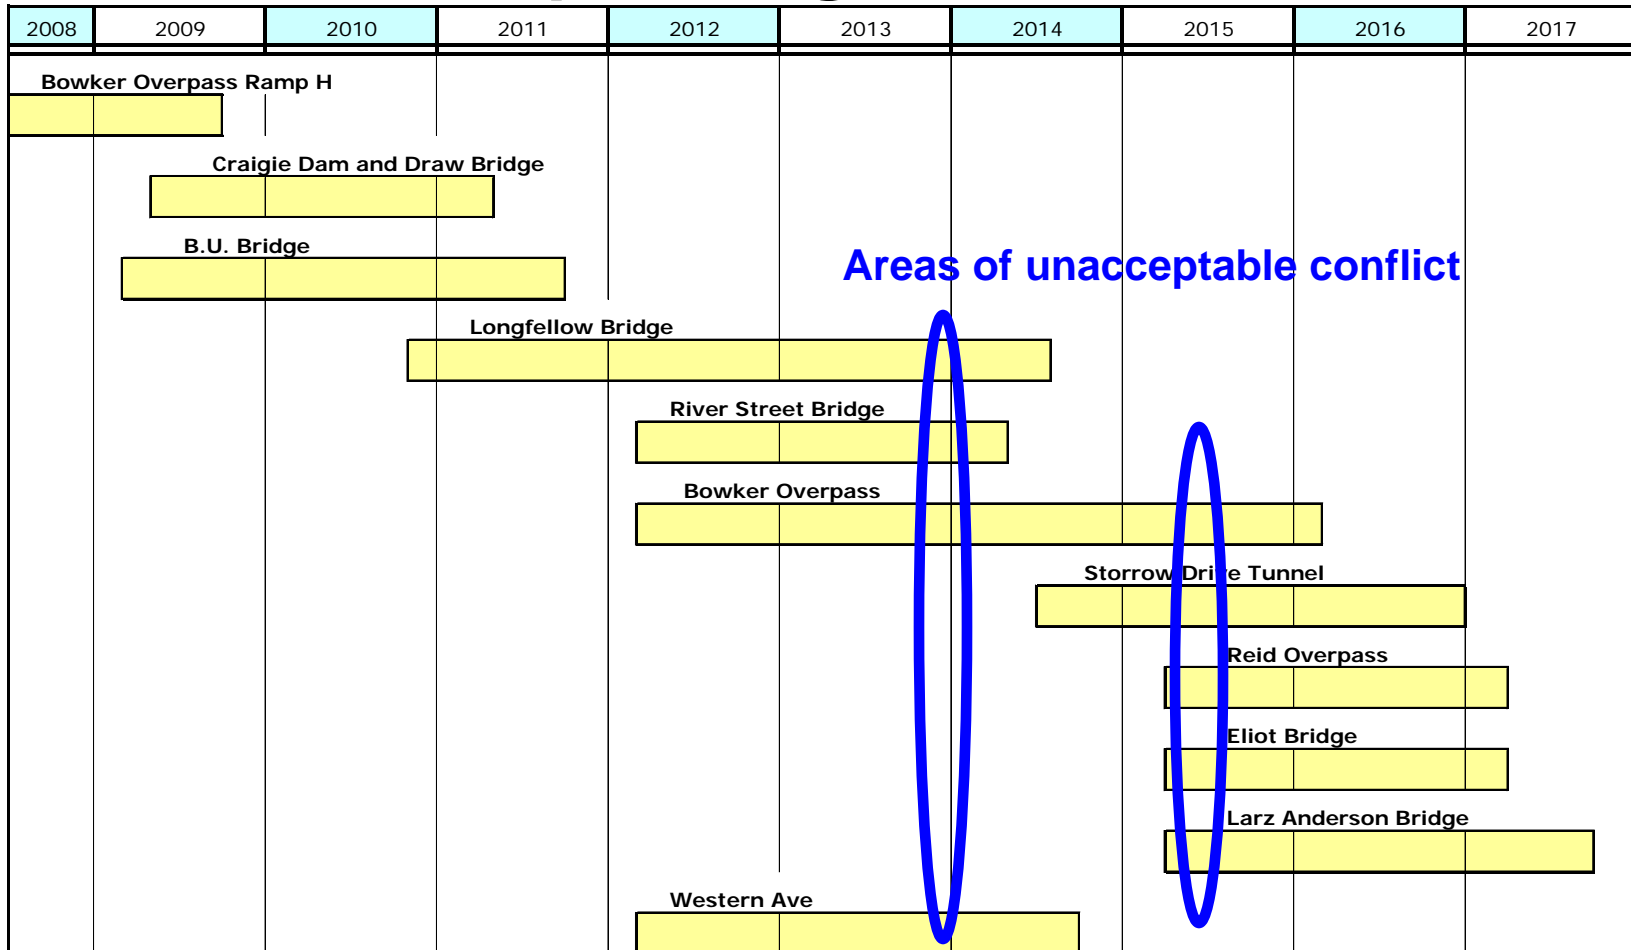 2008 2009 2010 2011 2012 2013 2014 2015 2016 2017
Bowker Overpass Ramp H
Craigie Dam and Draw Bridge
B.U. Bridge
Areas of unacceptable conflict
Longfellow Bridge
River Street Bridge
Bowker Overpass
Storrow Drive Tunnel
Reid Overpass
Eliot Bridge
Larz Anderson Bridge
Western Ave